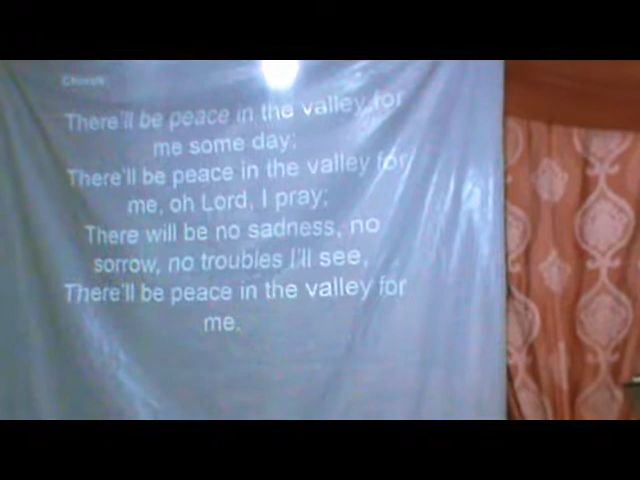 Chorus
There'll be peace in the valley for
me some day;
There'll be peace in the valley for
me, oh Lord, I pray;
There will be no sadness, no
sorrow, no troubles I'll see,
There'll be peace in the valley for
me.